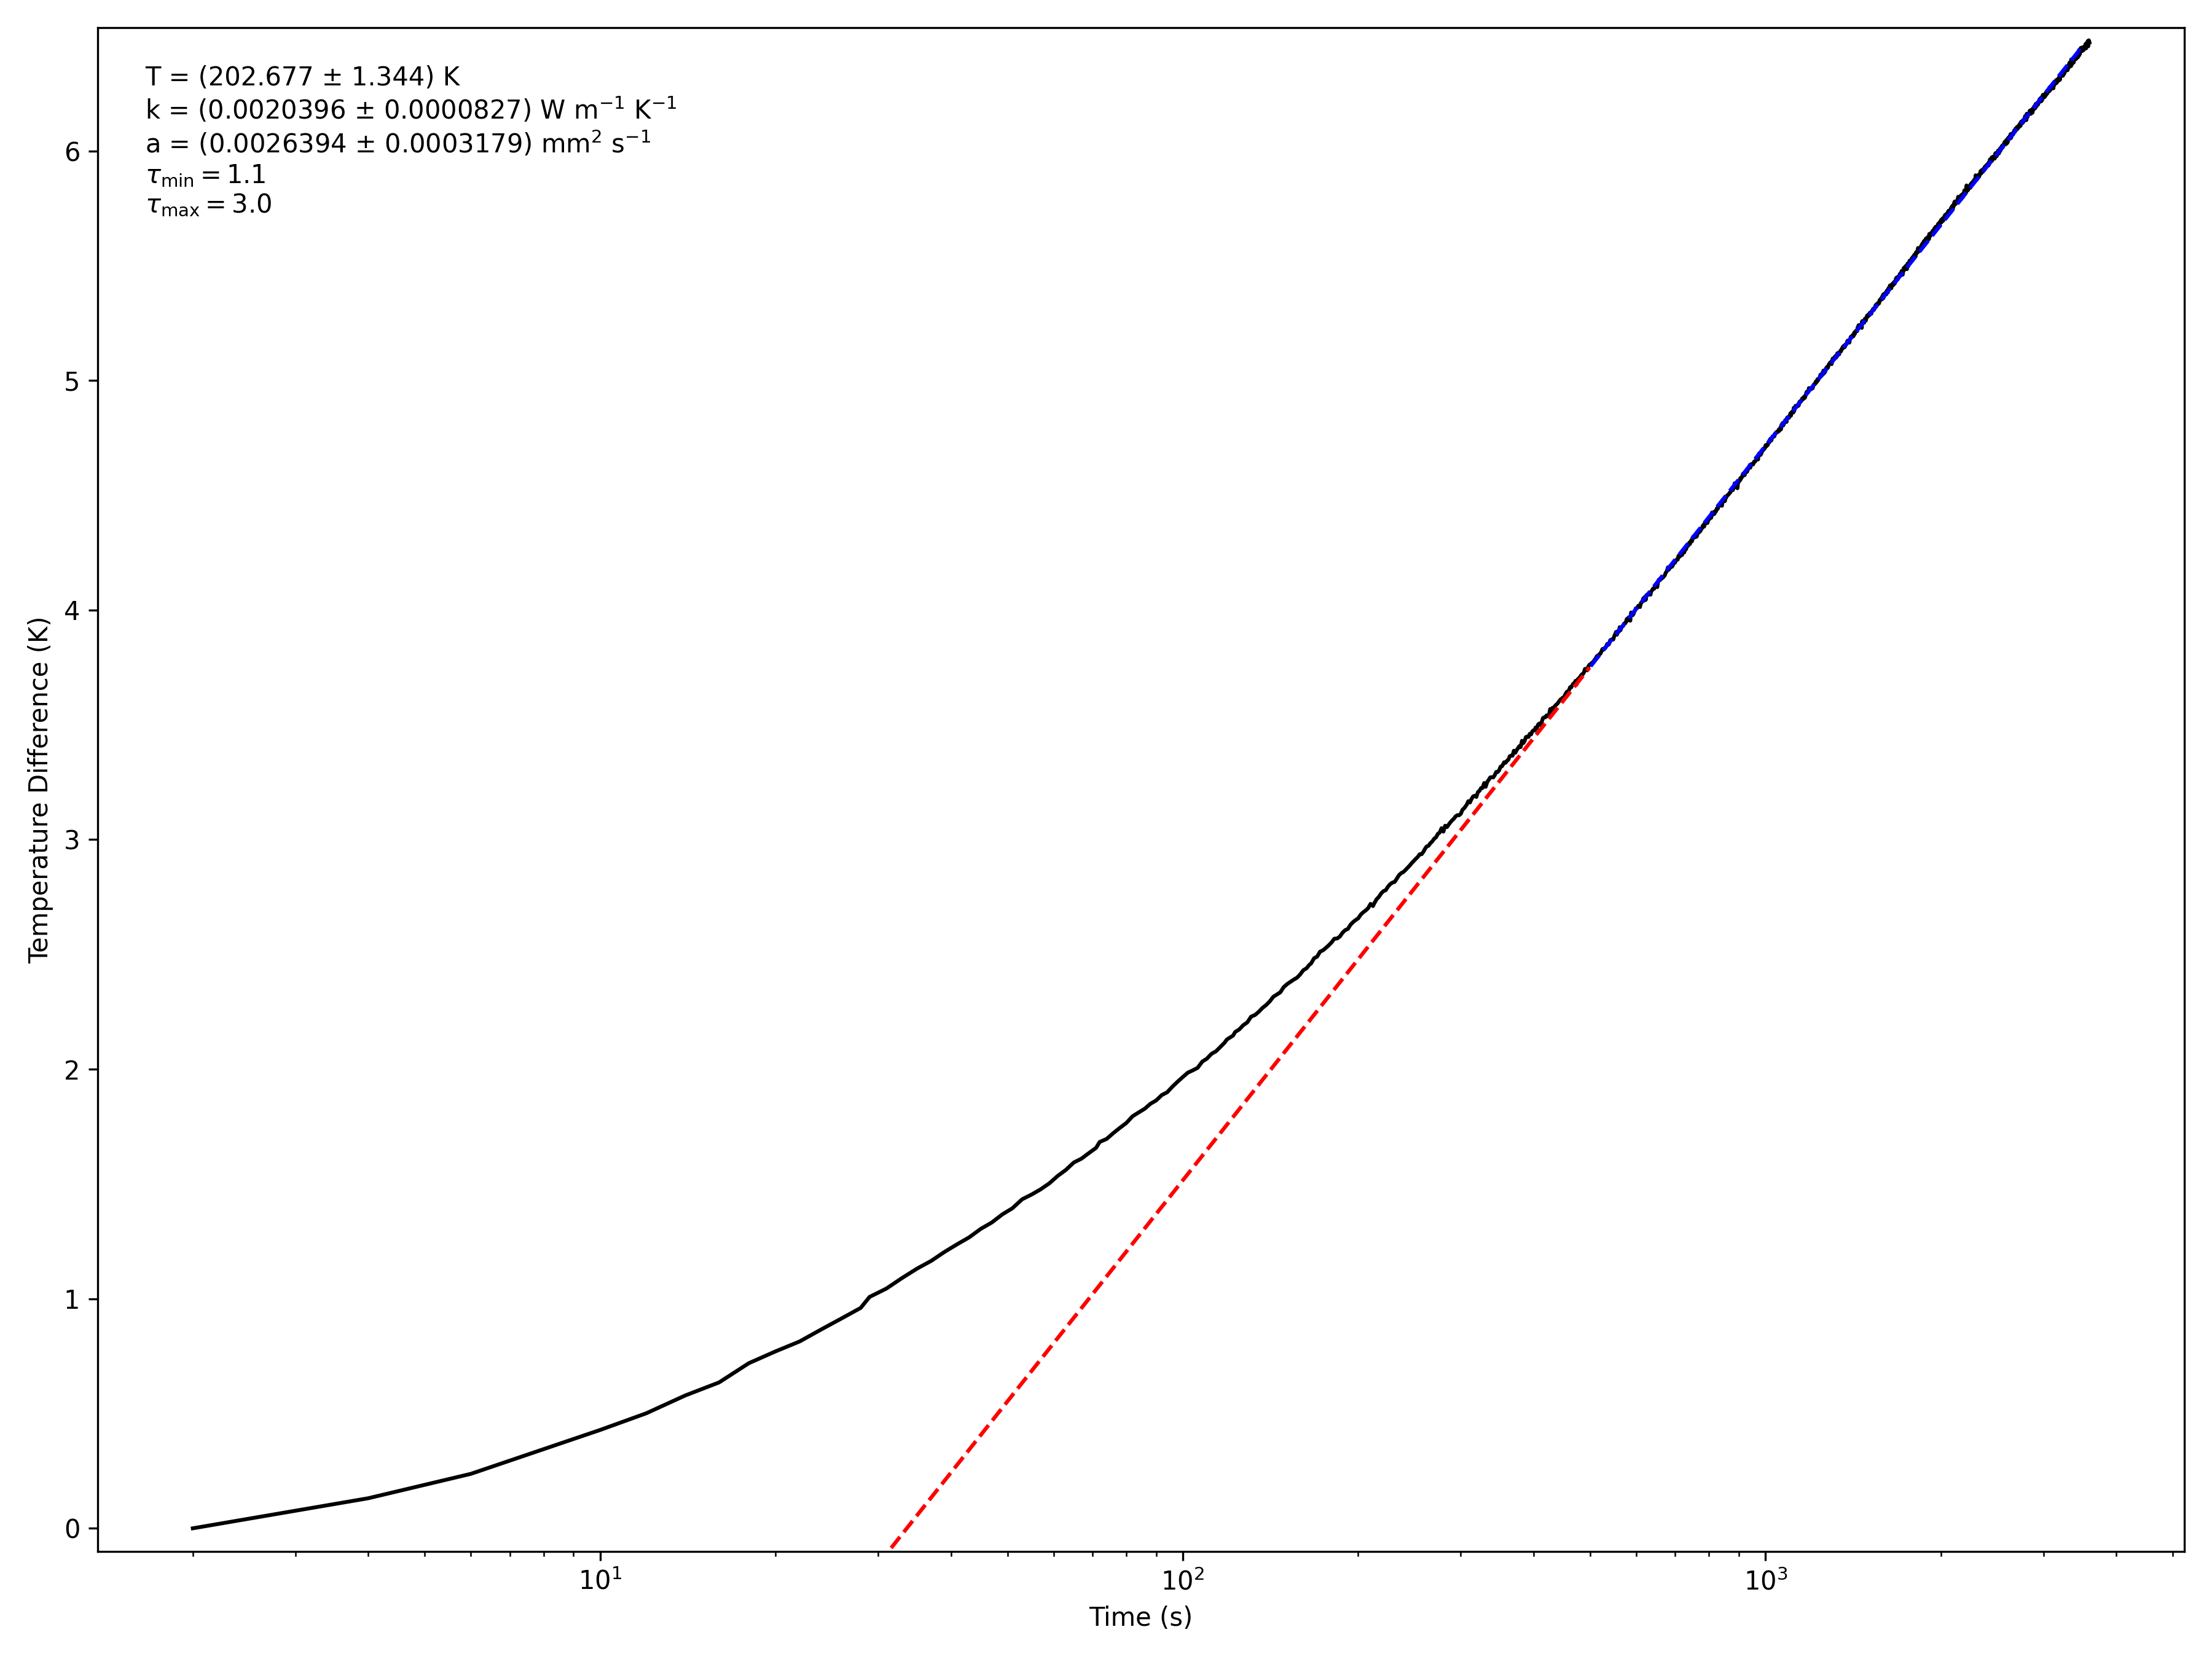 T = (202.677 ± 1.344) K
k = (0.0020396 ± 0.0000827) W m⁻¹ K⁻¹
a = (0.0026394 ± 0.0003179) mm² s⁻¹
τmin = 1.1
τmax = 3.0
6
5
4
3
2
1
0
Temperature Difference (K)
10¹ 10² 10³
Time (s)